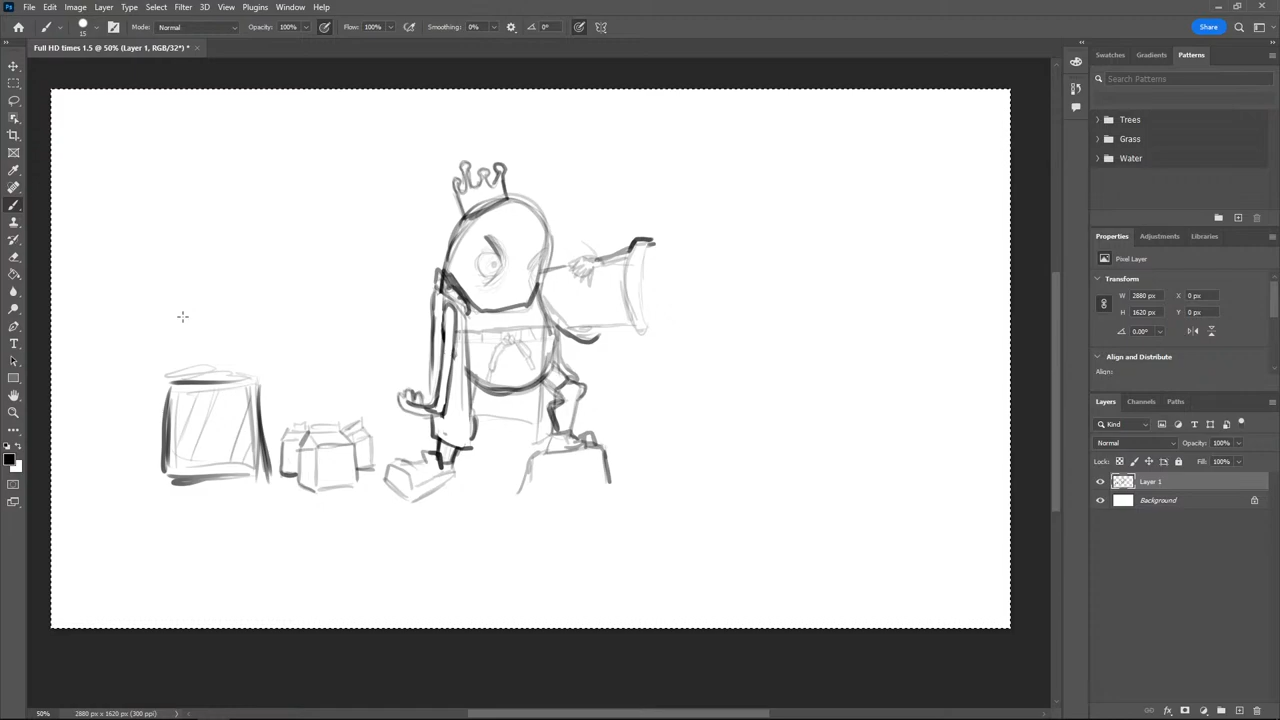 Ps File Edit Image Layer Type Select Filter 3D View Plugins Window Help
15 Mode: Normal Opacity: 100% Flow: 100% Smoothing: 0% 0° Share
Full HD times 1.5 @ 50% (Layer 1, RGB/32*) * ×
Swatches Gradients Patterns
Search Patterns
Trees
Grass
Water
Properties Adjustments Libraries
Pixel Layer
Transform
W 2880 px X 0 px
H 1620 px Y 0 px
0.00°
Align and Distribute
Align:
Layers Channels Paths
Kind
Normal Opacity: 100%
Lock: Fill: 100%
Layer 1
Background
50% 2880 px x 1620 px (300 ppi)